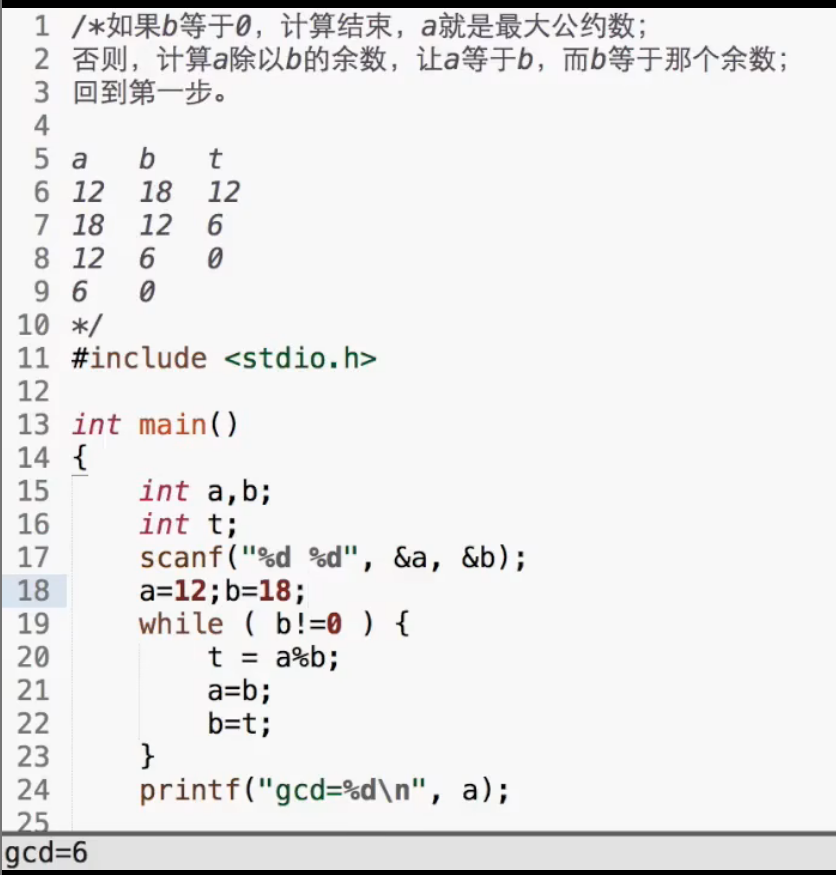 1 /*如果b等于0，计算结束，a就是最大公约数；
2 否则，计算a除以b的余数，让a等于b，而b等于那个余数；
3 回到第一步。
4
5 a b t
6 12 18 12
7 18 12 6
8 12 6 0
9 6 0
10 */
11 #include <stdio.h>
12
13 int main()
14 {
15 int a,b;
16 int t;
17 scanf("%d %d", &a, &b);
18 a=12;b=18;
19 while ( b!=0 ) {
20 t = a%b;
21 a=b;
22 b=t;
23 }
24 printf("gcd=%d\n", a);
25
gcd=6